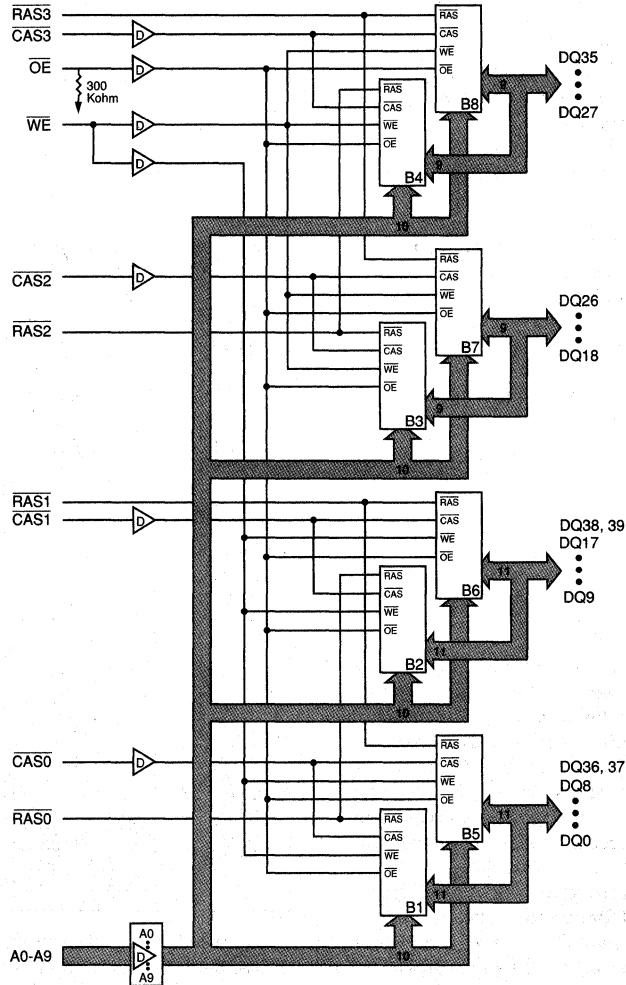 RAS3
CAS3
D
OE
D
300
Kohm
WE
D
D
RAS
CAS
WE
OE
B8
9
DQ35
DQ27
RAS
CAS
WE
OE
B4
9
10
CAS2
D
RAS2
RAS
CAS
WE
OE
B7
9
DQ26
DQ18
RAS
CAS
WE
OE
B3
9
10
RAS1
CAS1
D
RAS
CAS
WE
OE
B6
11
DQ38, 39
DQ17
DQ9
RAS
CAS
WE
OE
B2
11
10
CAS0
D
RAS0
RAS
CAS
WE
OE
B5
11
DQ36, 37
DQ8
DQ0
RAS
CAS
WE
OE
B1
11
10
A0-A9
A0
D
A9